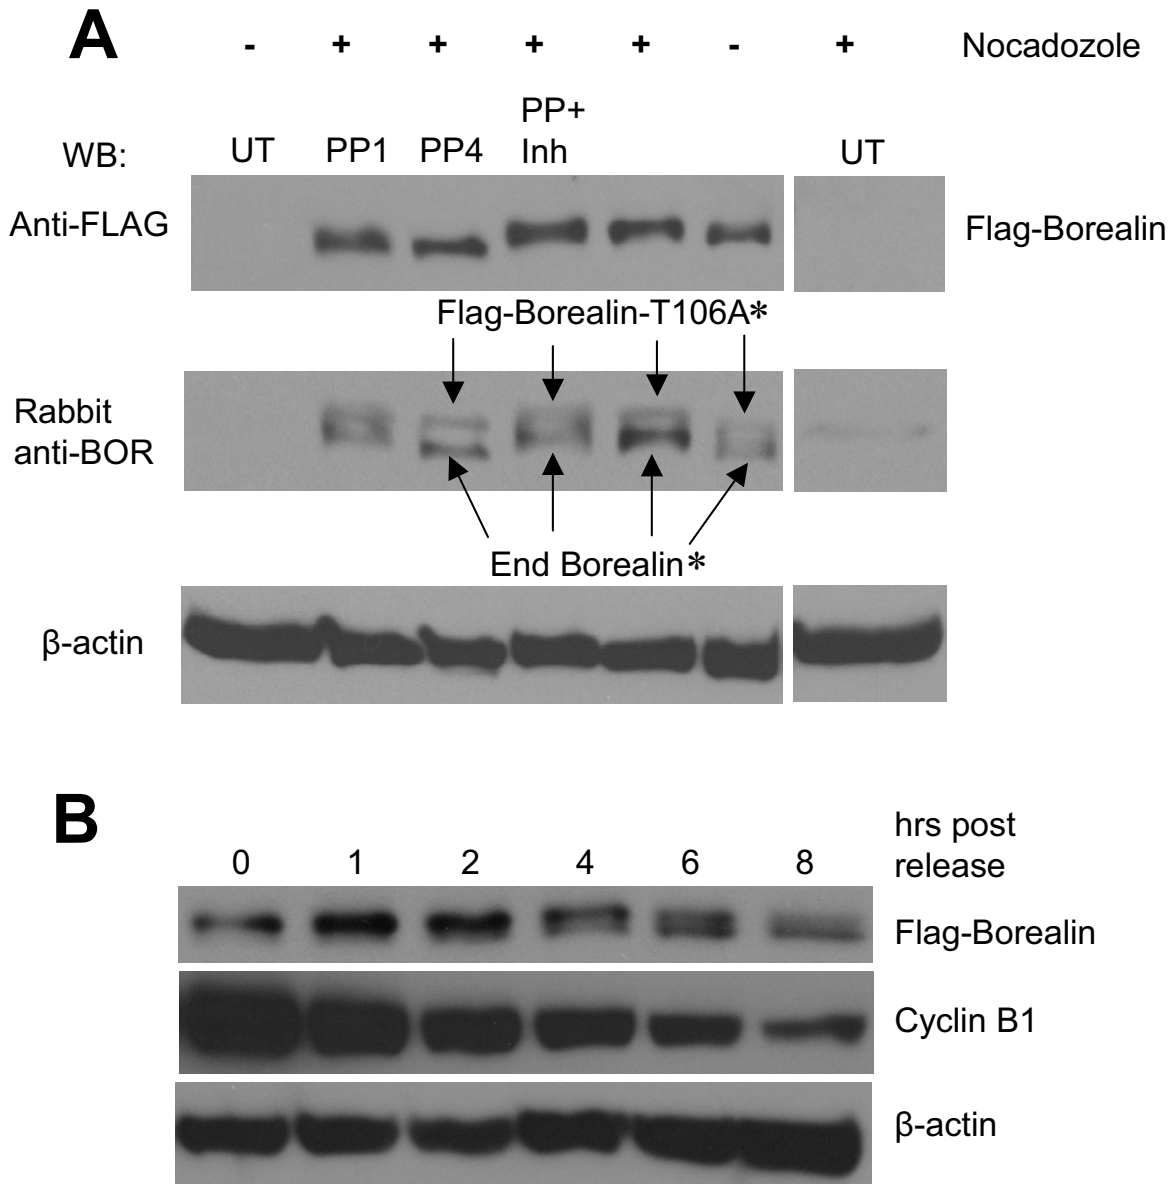 A - + + + + - + Nocadozole
PP+
WB: UT PP1 PP4 Inh UT
Anti-FLAG Flag-Borealin
Flag-Borealin-T106A*
Rabbit
anti-BOR
End Borealin*
β-actin
B hrs post
0 1 2 4 6 8 release
Flag-Borealin
Cyclin B1
β-actin